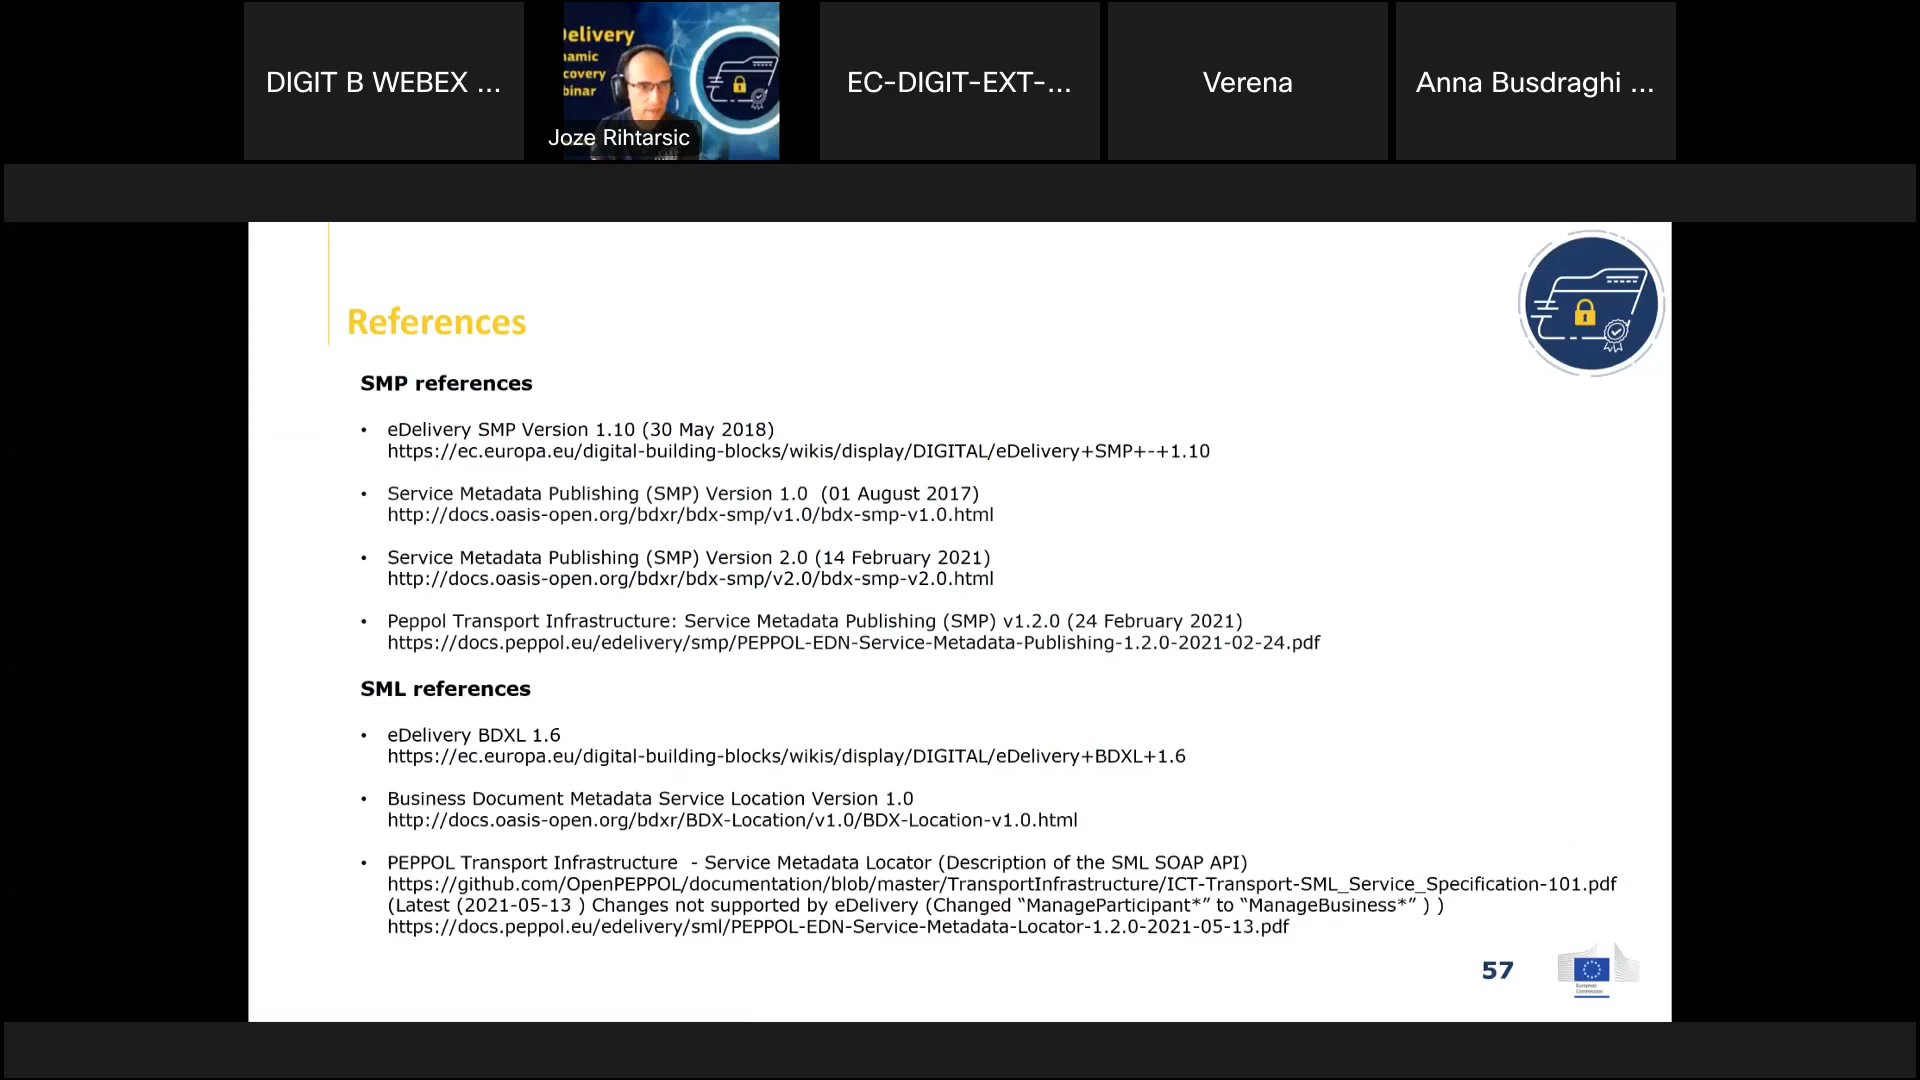 DIGIT B WEBEX ...
Delivery
namic
covery
binar
Joze Rihtarsic
EC-DIGIT-EXT-...
Verena
Anna Busdraghi ...
References
SMP references
• eDelivery SMP Version 1.10 (30 May 2018)
https://ec.europa.eu/digital-building-blocks/wikis/display/DIGITAL/eDelivery+SMP+-+1.10
• Service Metadata Publishing (SMP) Version 1.0 (01 August 2017)
http://docs.oasis-open.org/bdxr/bdx-smp/v1.0/bdx-smp-v1.0.html
• Service Metadata Publishing (SMP) Version 2.0 (14 February 2021)
http://docs.oasis-open.org/bdxr/bdx-smp/v2.0/bdx-smp-v2.0.html
• Peppol Transport Infrastructure: Service Metadata Publishing (SMP) v1.2.0 (24 February 2021)
https://docs.peppol.eu/edelivery/smp/PEPPOL-EDN-Service-Metadata-Publishing-1.2.0-2021-02-24.pdf
SML references
• eDelivery BDXL 1.6
https://ec.europa.eu/digital-building-blocks/wikis/display/DIGITAL/eDelivery+BDXL+1.6
• Business Document Metadata Service Location Version 1.0
http://docs.oasis-open.org/bdxr/BDX-Location/v1.0/BDX-Location-v1.0.html
• PEPPOL Transport Infrastructure - Service Metadata Locator (Description of the SML SOAP API)
https://github.com/OpenPEPPOL/documentation/blob/master/TransportInfrastructure/ICT-Transport-SML_Service_Specification-101.pdf
(Latest (2021-05-13 ) Changes not supported by eDelivery (Changed “ManageParticipant*” to “ManageBusiness*” ) )
https://docs.peppol.eu/edelivery/sml/PEPPOL-EDN-Service-Metadata-Locator-1.2.0-2021-05-13.pdf
57
European
Commission